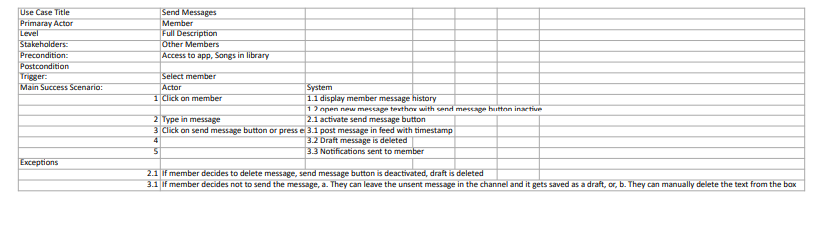 Use Case Title Send Messages
Primaray Actor Member
Level Full Description
Stakeholders: Other Members
Precondition: Access to app, Songs in library
Postcondition
Trigger: Select member
Main Success Scenario: Actor System
1 Click on member 1.1 display member message history
1.2 open new message textbox with send message button inactive
2 Type in message 2.1 activate send message button
3 Click on send message button or press e 3.1 post message in feed with timestamp
4 3.2 Draft message is deleted
5 3.3 Notifications sent to member
Exceptions
2.1 If member decides to delete message, send message button is deactivated, draft is deleted
3.1 If member decides not to send the message, a. They can leave the unsent message in the channel and it gets saved as a draft, or, b. They can manually delete the text from the box